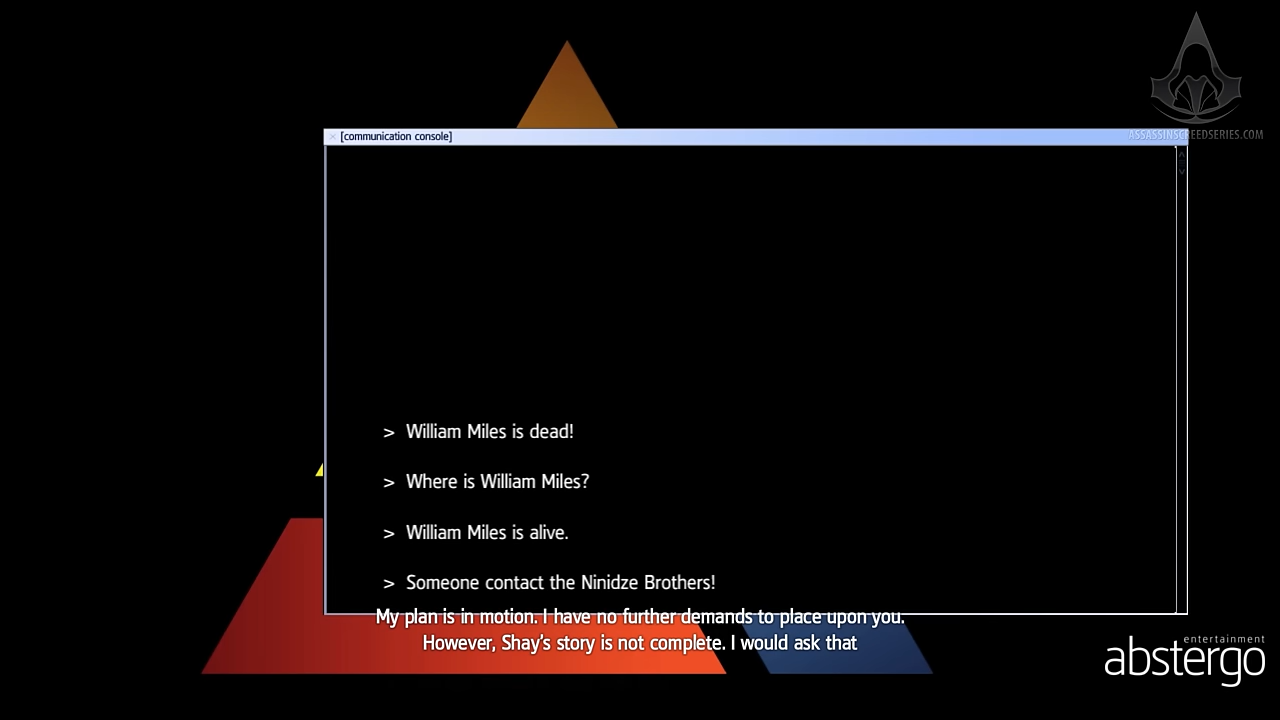 ASSASSINSCREEDSERIES.COM
[communication console]
> William Miles is dead!
> Where is William Miles?
> William Miles is alive.
> Someone contact the Ninidze Brothers!
My plan is in motion. I have no further demands to place upon you.
However, Shay's story is not complete. I would ask that
entertainment
abstergo